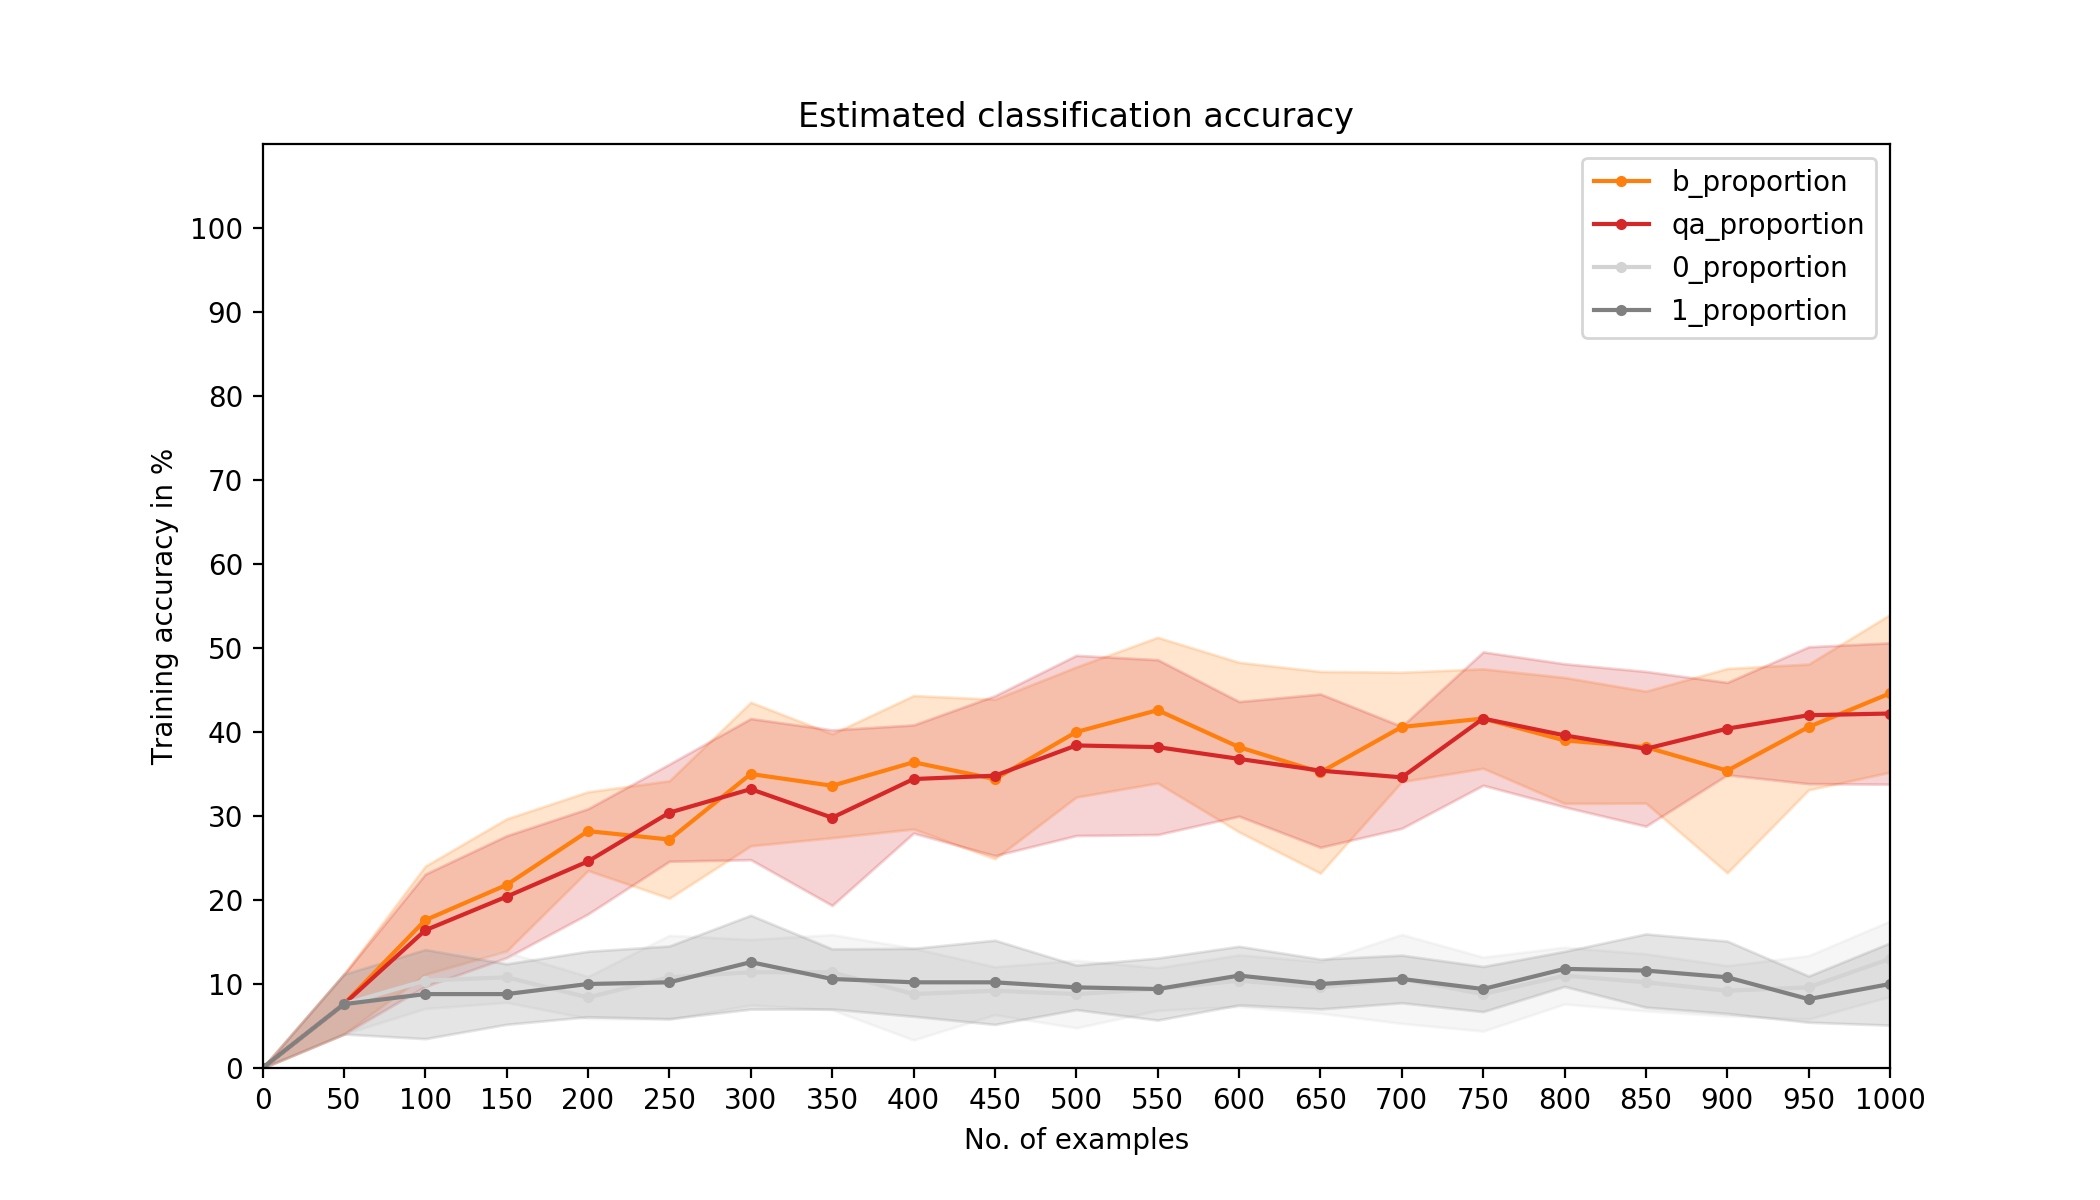 Estimated classification accuracy
b_proportion
qa_proportion
0_proportion
1_proportion
100
90
80
70
60
50
40
30
20
10
0
Training accuracy in %
0 50 100 150 200 250 300 350 400 450 500 550 600 650 700 750 800 850 900 950 1000
No. of examples